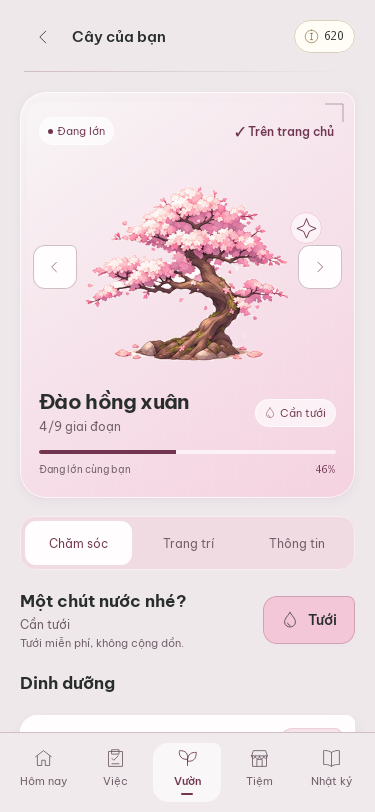 Cây của bạn
620
Đang lớn
✓ Trên trang chủ
Đào hồng xuân
4/9 giai đoạn
Cần tưới
Đang lớn cùng bạn
46%
Chăm sóc
Trang trí
Thông tin
Một chút nước nhé?
Cần tưới
Tưới miễn phí, không cộng dồn.
Tưới
Dinh dưỡng
Hôm nay
Việc
Vườn
Tiệm
Nhật ký